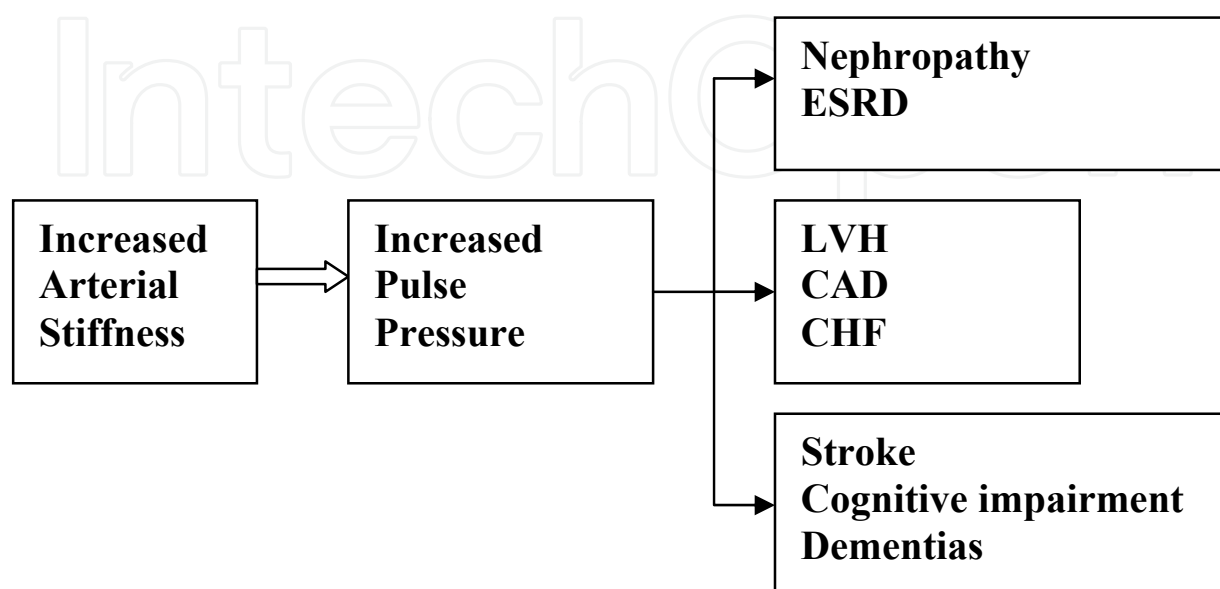 IntechOpen
Nephropathy
ESRD
Increased
Arterial
Stiffness
Increased
Pulse
Pressure
LVH
CAD
CHF
Stroke
Cognitive impairment
Dementias